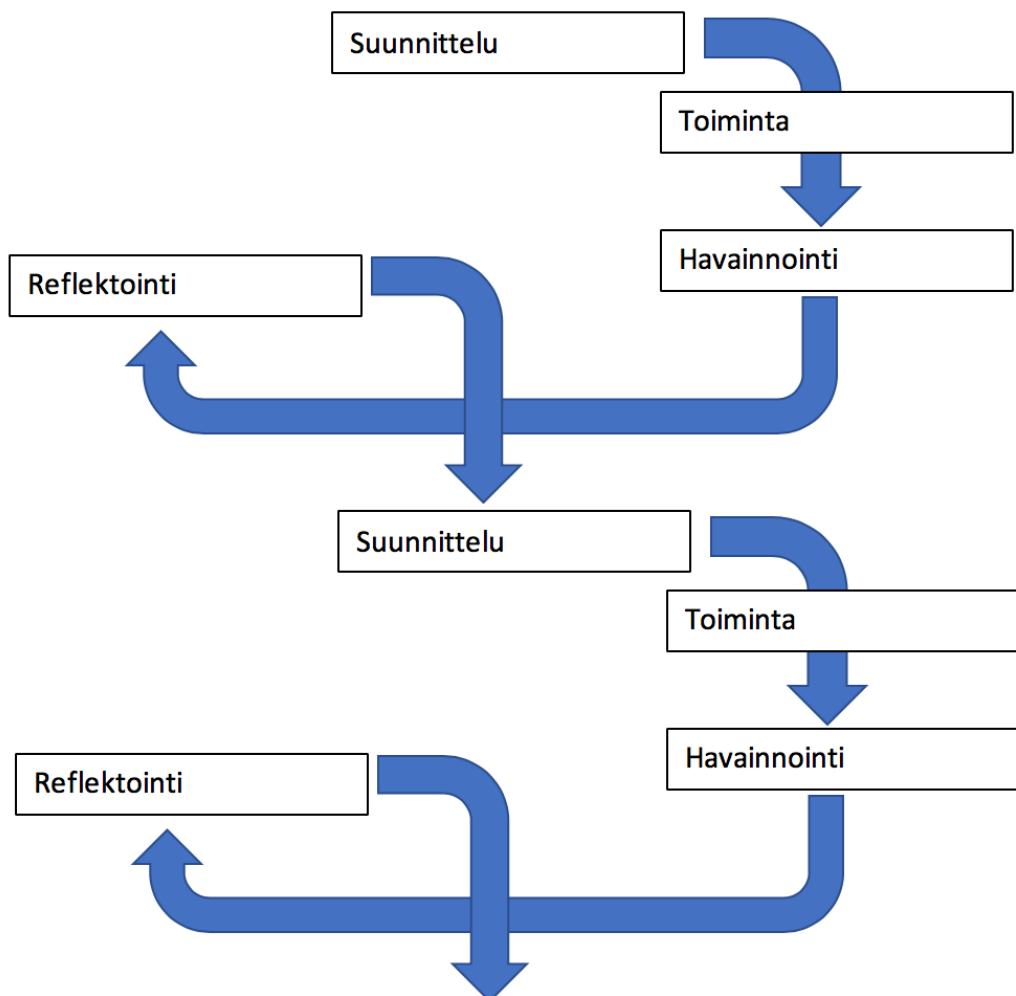 Suunnittelu
Toiminta
Havainnointi
Reflektointi
Suunnittelu
Toiminta
Havainnointi
Reflektointi